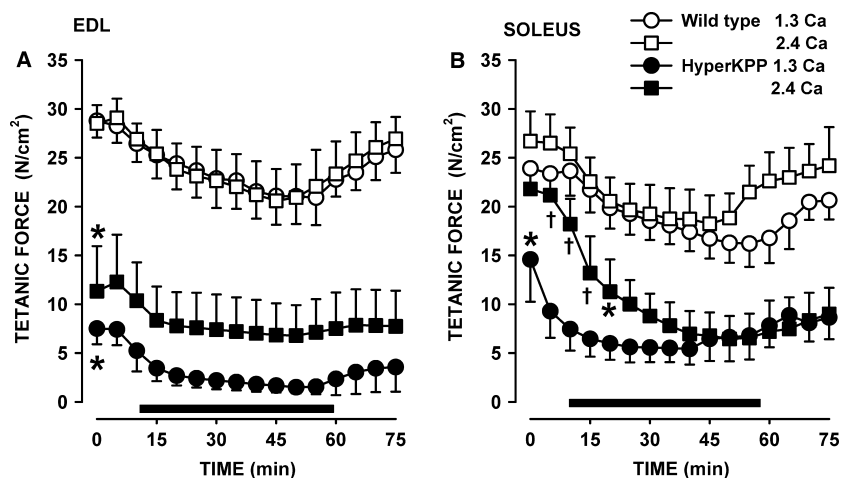 EDL
A
TETANIC FORCE (N/cm²)
35
30
25
20
15
10
5
0
*
*
0 15 30 45 60 75
TIME (min)
SOLEUS
Wild type 1.3 Ca
2.4 Ca
HyperKPP 1.3 Ca
2.4 Ca
B
TETANIC FORCE (N/cm²)
35
30
25
20
15
10
5
0
*
†
†
†
*
0 15 30 45 60 75
TIME (min)